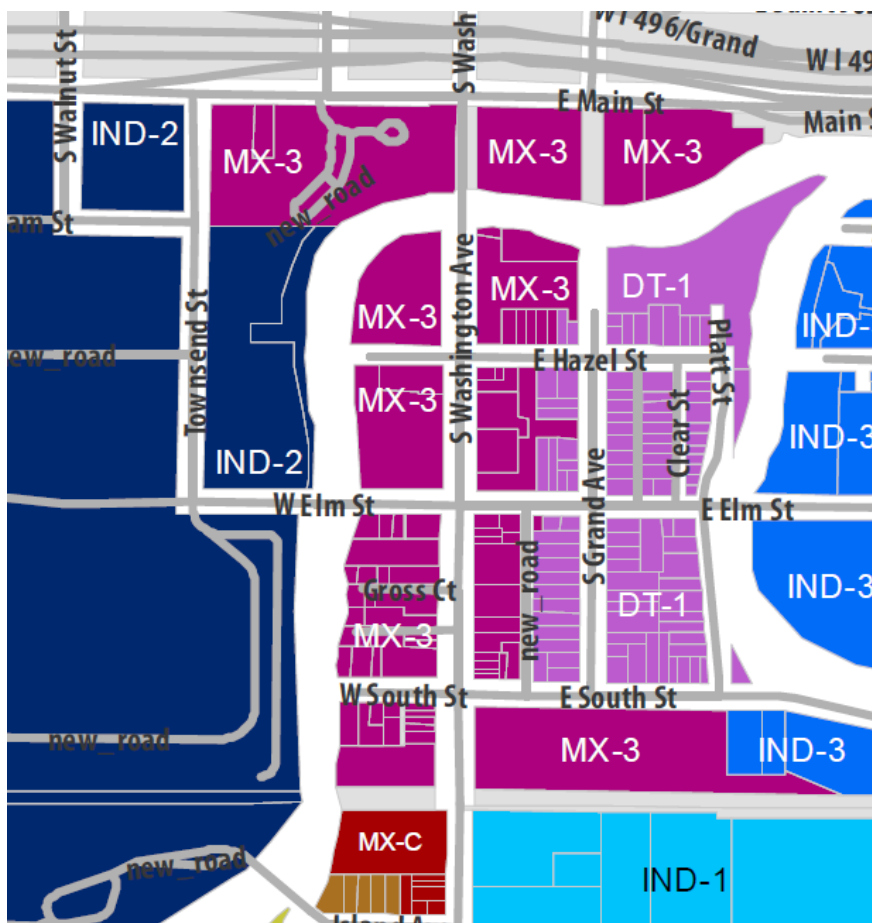 W I 496/Grand
W I 49
S Walnut St
S Wash
E Main St
Main S
IND-2
MX-3
MX-3
MX-3
new_road
am St
S Washington Ave
DT-1
MX-3
MX-3
IND-
Townsend St
ew_road
E Hazel St
Platt St
MX-3
Clear St
IND-2
IND-3
W Elm St
E Elm St
S Grand Ave
new_road
Gross Ct
IND-3
DT-1
MX-3
W South St
E South St
new_road
MX-3
IND-3
MX-C
new_road
IND-1